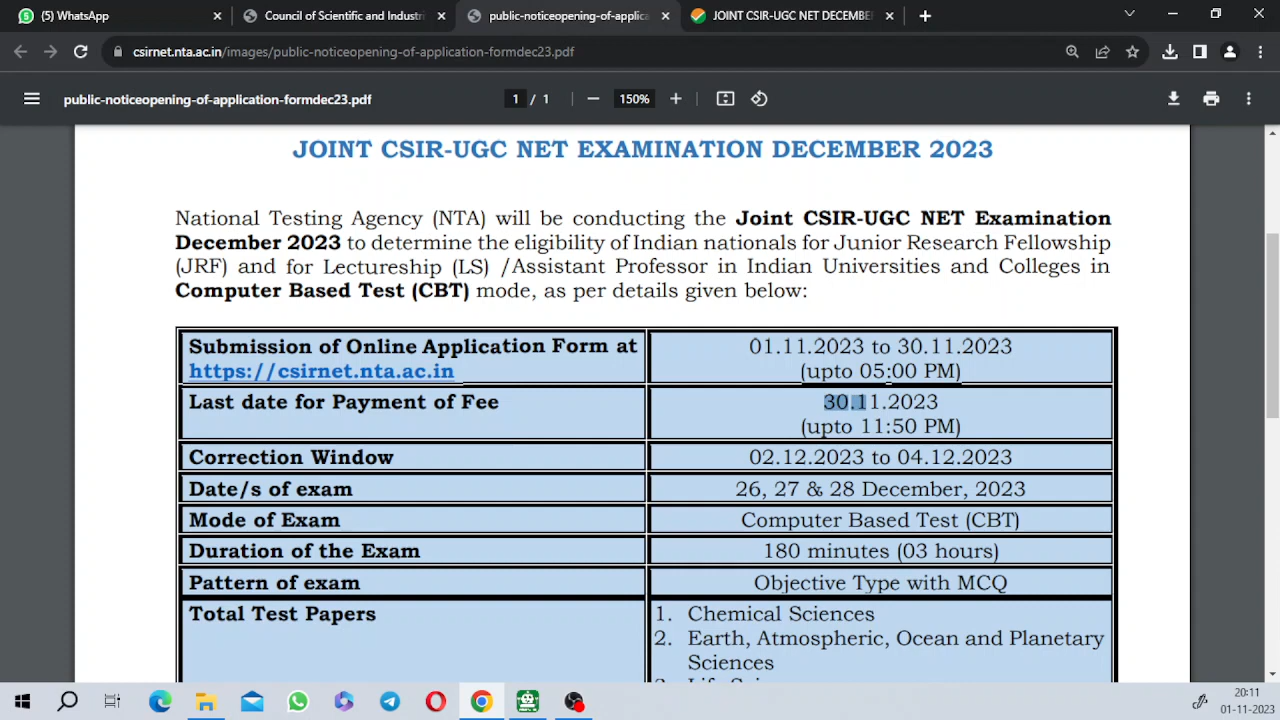 (5) WhatsApp
Council of Scientific and Industri
public-noticeopening-of-applica
JOINT CSIR-UGC NET DECEMBER
csirnet.nta.ac.in/images/public-noticeopening-of-application-formdec23.pdf
public-noticeopening-of-application-formdec23.pdf
1 / 1
150%
JOINT CSIR-UGC NET EXAMINATION DECEMBER 2023
National Testing Agency (NTA) will be conducting the Joint CSIR-UGC NET Examination
December 2023 to determine the eligibility of Indian nationals for Junior Research Fellowship
(JRF) and for Lectureship (LS) /Assistant Professor in Indian Universities and Colleges in
Computer Based Test (CBT) mode, as per details given below:
Submission of Online Application Form at
https://csirnet.nta.ac.in
01.11.2023 to 30.11.2023
(upto 05:00 PM)
Last date for Payment of Fee
30.11.2023
(upto 11:50 PM)
Correction Window
02.12.2023 to 04.12.2023
Date/s of exam
26, 27 & 28 December, 2023
Mode of Exam
Computer Based Test (CBT)
Duration of the Exam
180 minutes (03 hours)
Pattern of exam
Objective Type with MCQ
Total Test Papers
1. Chemical Sciences
2. Earth, Atmospheric, Ocean and Planetary
Sciences
20:11
01-11-2023